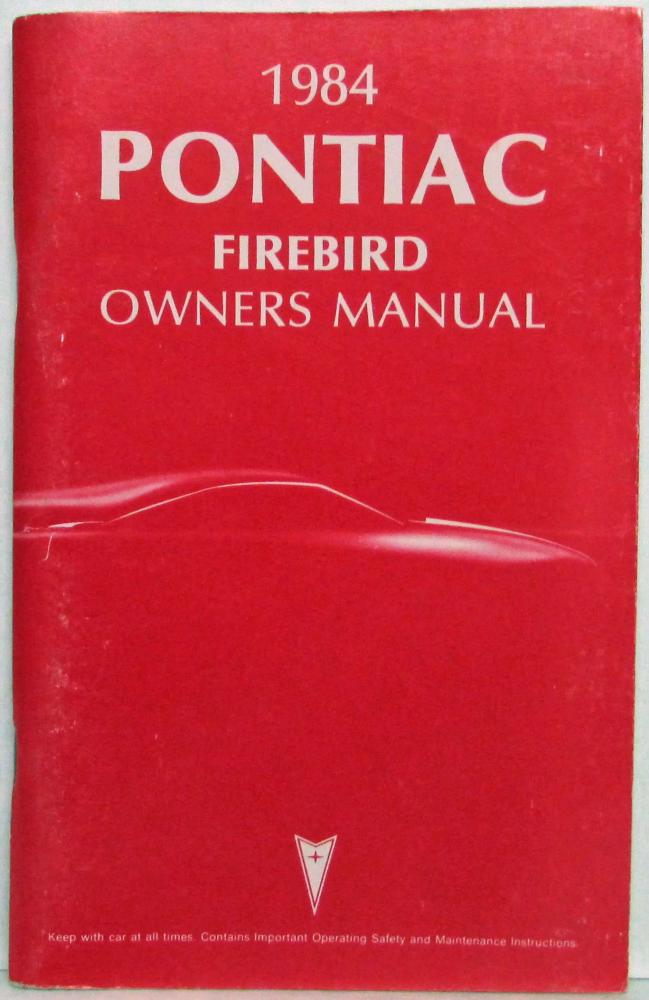 1984
PONTIAC
FIREBIRD
OWNERS MANUAL
Keep with car at all times. Contains Important Operating Safety and Maintenance Instructions.